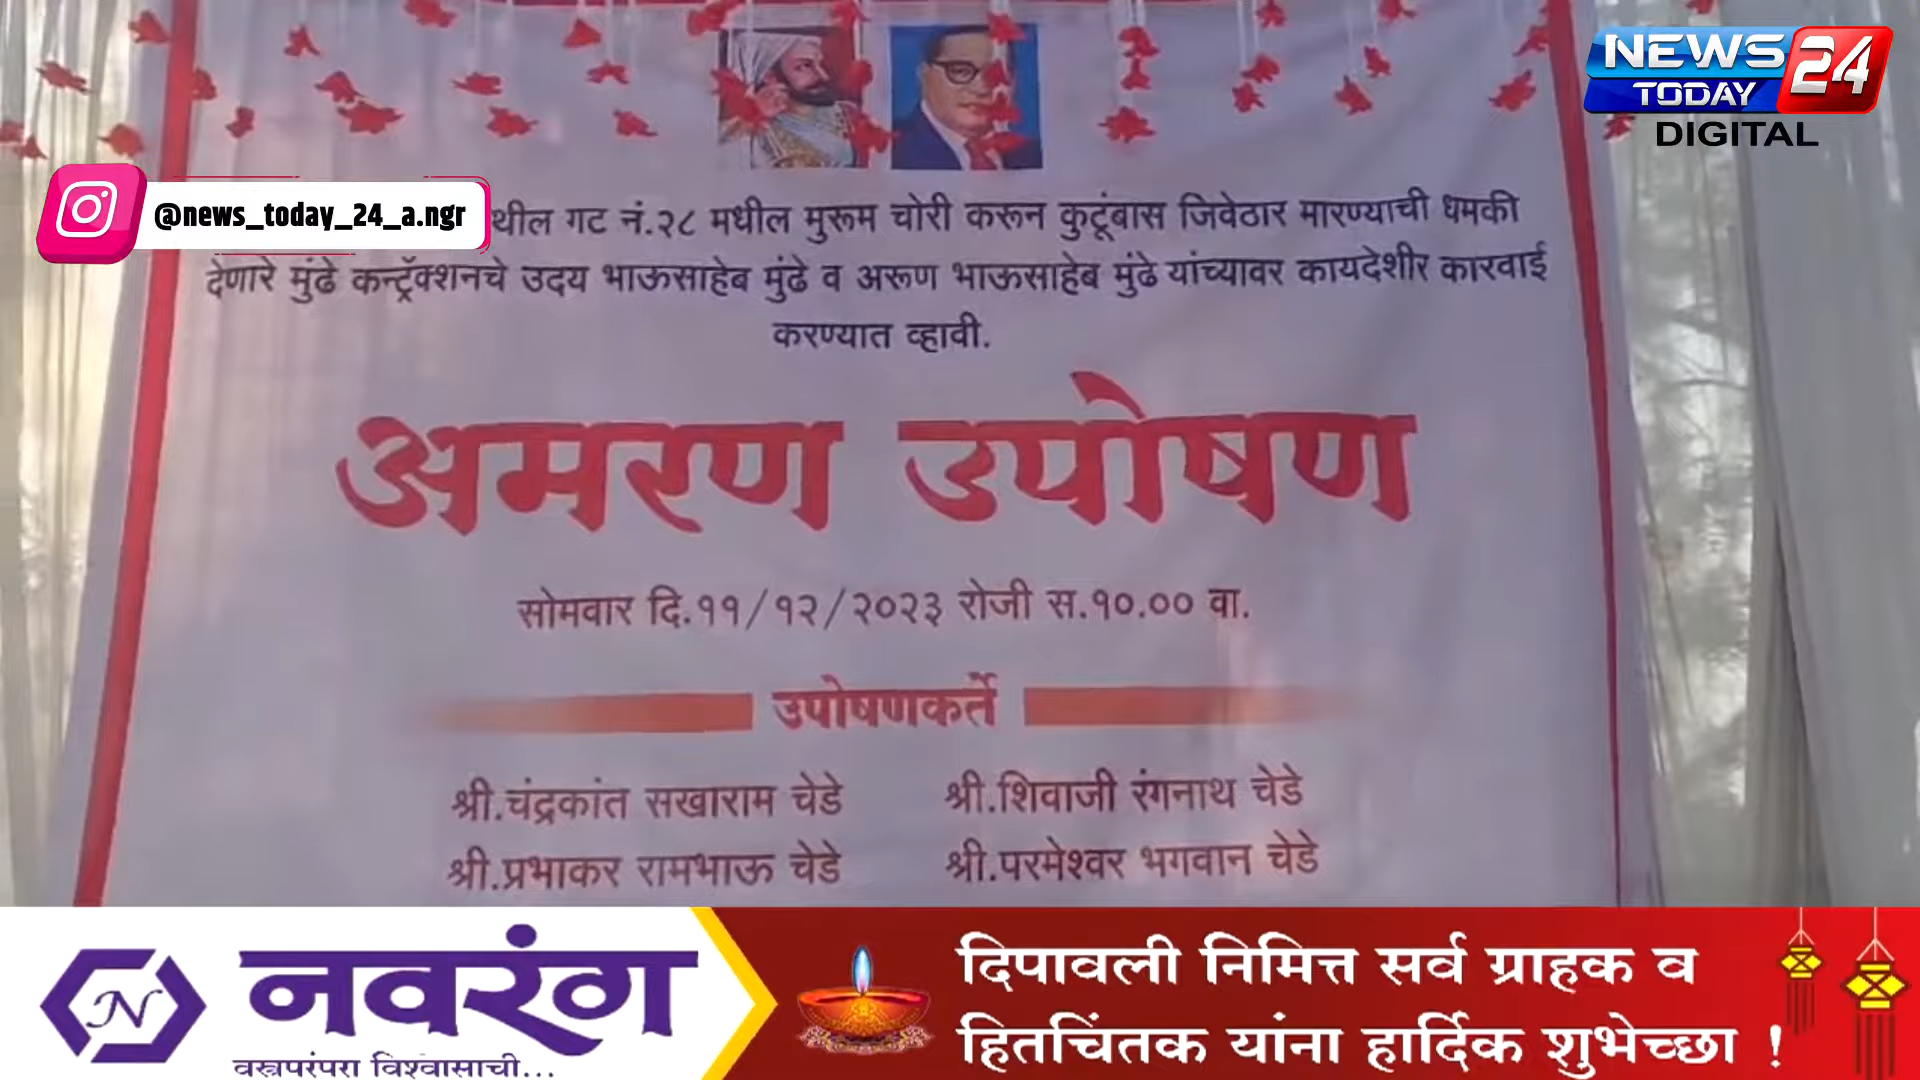 NEWS
TODAY
24
DIGITAL
@news_today_24_a.ngr
थील गट नं.२८ मधील मुरूम चोरी करून कुटूंबास जिवेठार मारण्याची धमकी
देणारे मुंढे कन्ट्रॅक्शनचे उदय भाऊसाहेब मुंढे व अरूण भाऊसाहेब मुंढे यांच्यावर कायदेशीर कारवाई
करण्यात व्हावी.
अमरण उपोषण
सोमवार दि.११/१२/२०२३ रोजी स.१०.०० वा.
उपोषणकर्ते
श्री.चंद्रकांत सखाराम चेडे श्री.शिवाजी रंगनाथ चेडे
श्री.प्रभाकर रामभाऊ चेडे श्री.परमेश्वर भगवान चेडे
N नवरंग
वस्त्रपरंपरा विश्वासाची...
दिपावली निमित्त सर्व ग्राहक व
हितचिंतक यांना हार्दिक शुभेच्छा !